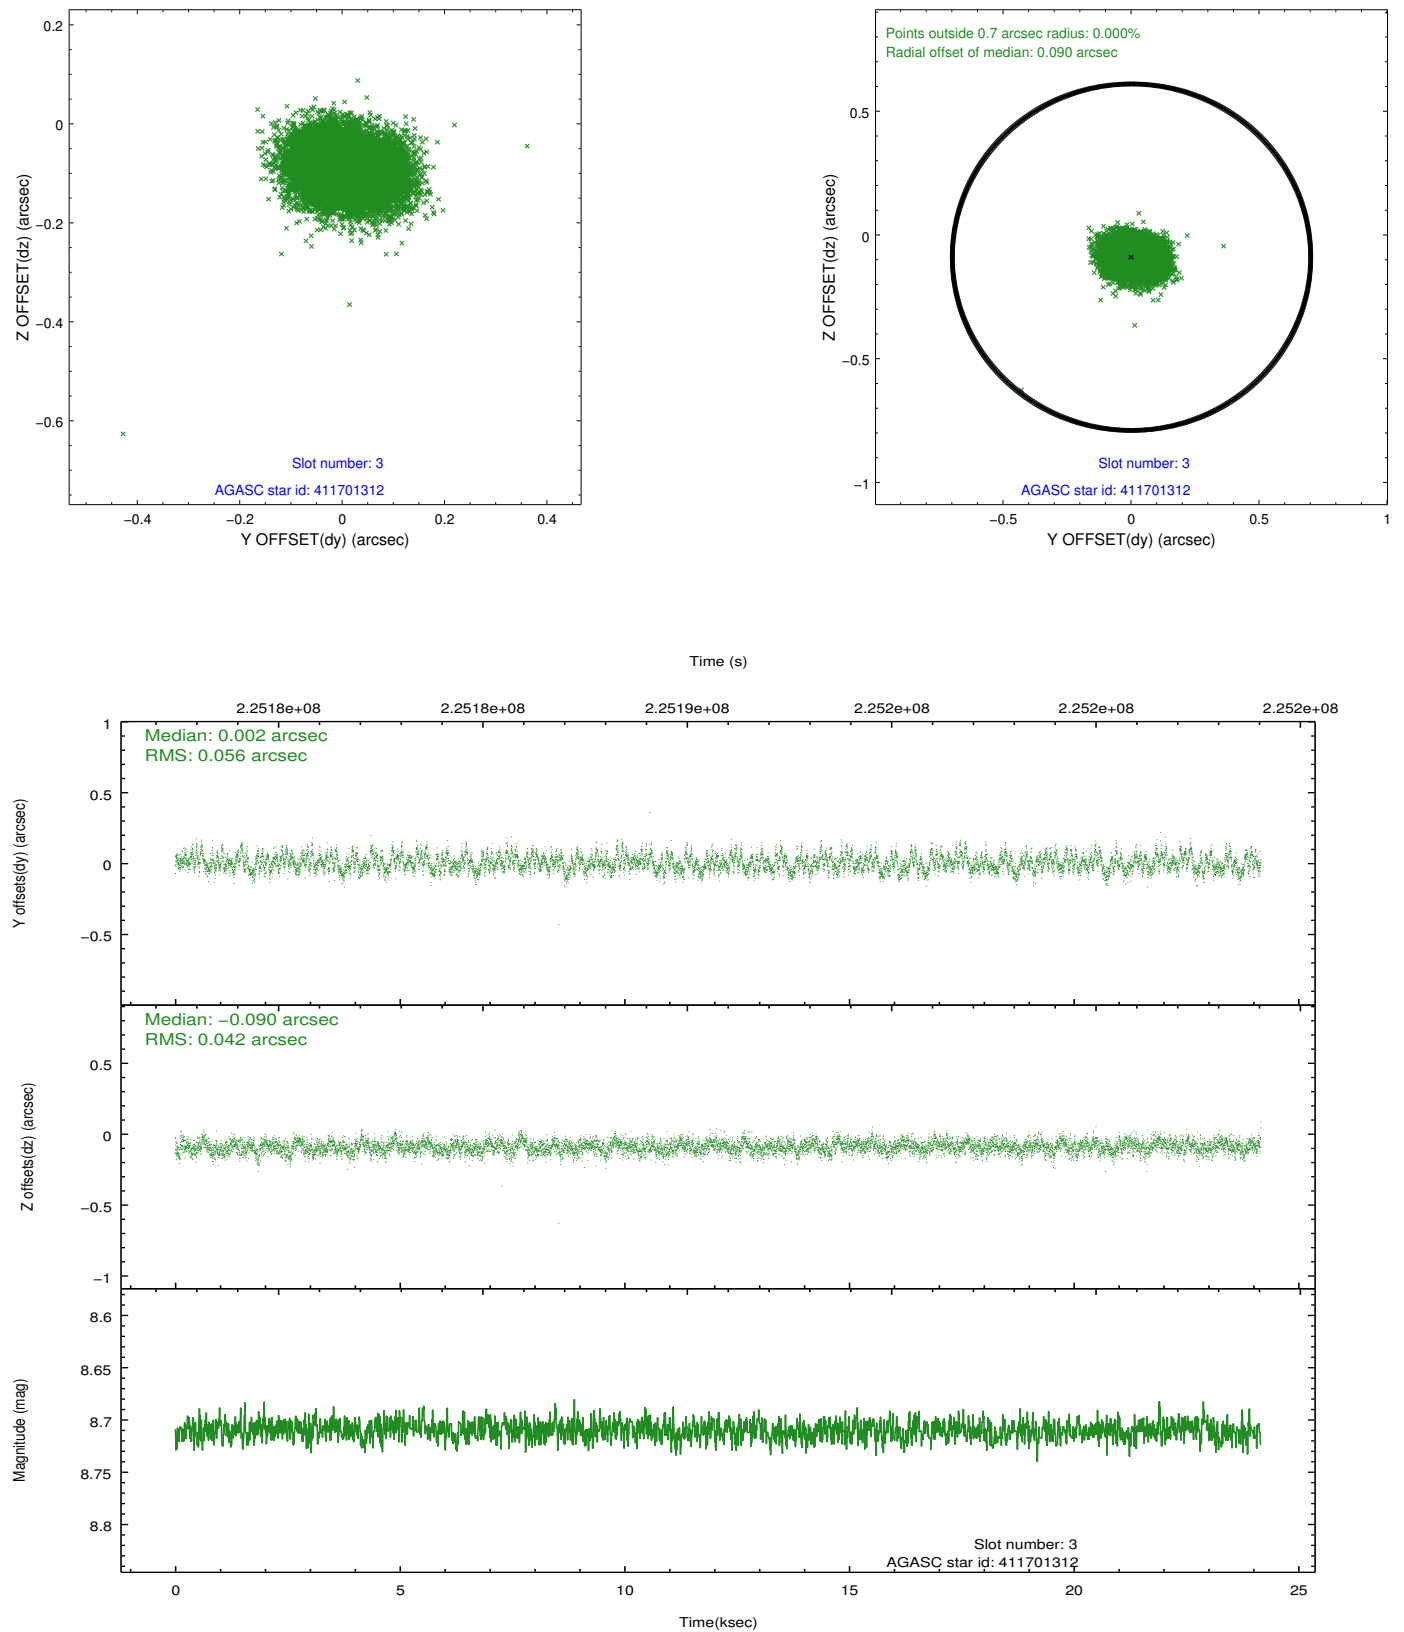 0.2
0
−0.2
−0.4
−0.6
Z OFFSET(dz) (arcsec)
Slot number: 3
AGASC star id: 411701312
−0.4
−0.2
0
0.2
0.4
Y OFFSET(dy) (arcsec)
Points outside 0.7 arcsec radius: 0.000%
Radial offset of median: 0.090 arcsec
0.5
0
−0.5
−1
Z OFFSET(dz) (arcsec)
Slot number: 3
AGASC star id: 411701312
−0.5
0
0.5
1
Y OFFSET(dy) (arcsec)
Time (s)
2.2518e+08
2.2518e+08
2.2519e+08
2.252e+08
2.252e+08
2.252e+08
Median: 0.002 arcsec
RMS: 0.056 arcsec
1
0.5
0
−0.5
Y offsets(dy) (arcsec)
Median: −0.090 arcsec
RMS: 0.042 arcsec
0.5
0
−0.5
−1
Z offsets(dz) (arcsec)
8.6
8.65
8.7
8.75
8.8
Magnitude (mag)
Slot number: 3
AGASC star id: 411701312
0
5
10
15
20
25
Time(ksec)